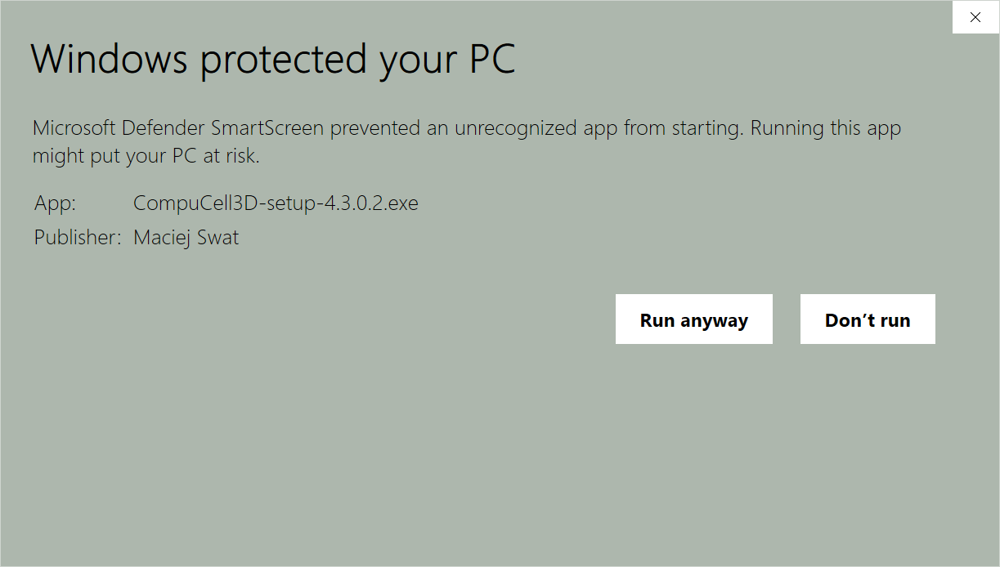 Windows protected your PC
Microsoft Defender SmartScreen prevented an unrecognized app from starting. Running this app
might put your PC at risk.
App: CompuCell3D-setup-4.3.0.2.exe
Publisher: Maciej Swat
Run anyway Don’t run